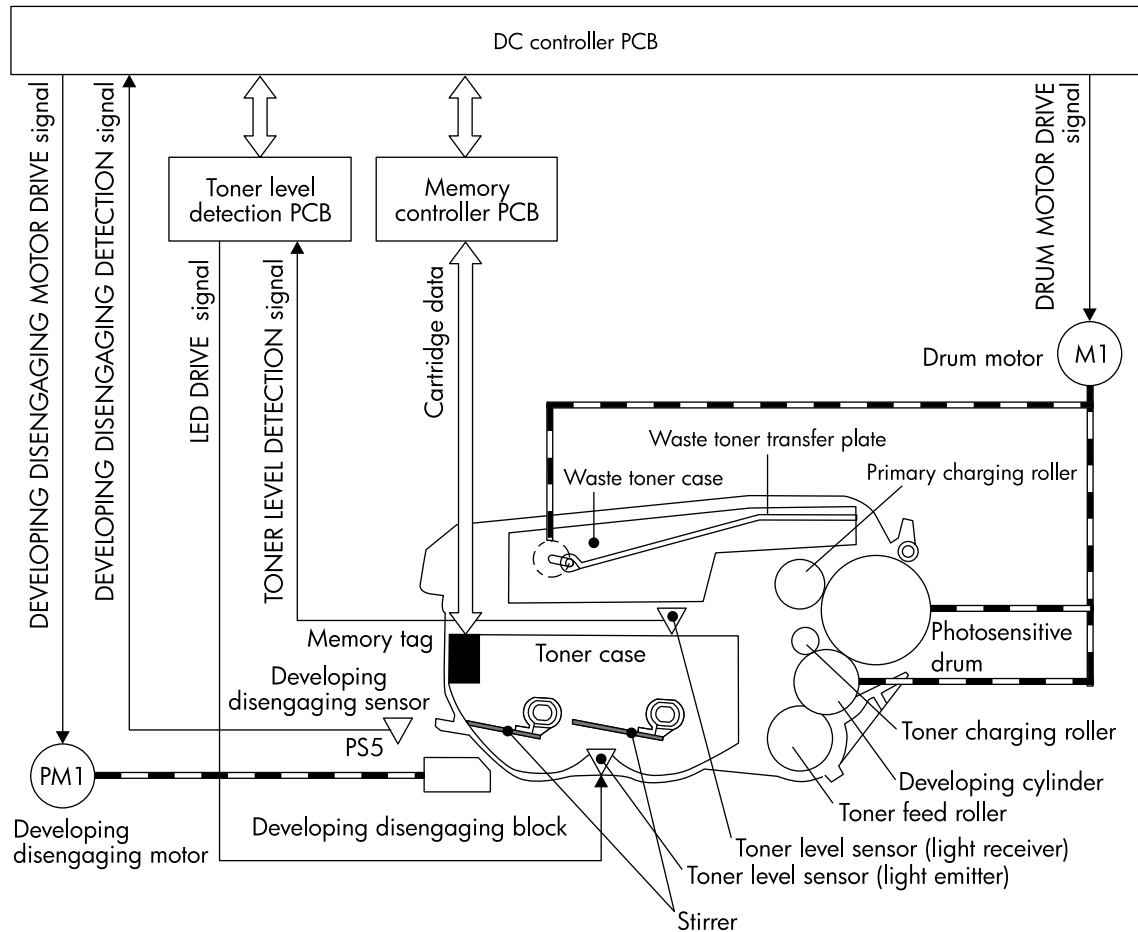 DC controller PCB
DEVELOPING DISENGAGING MOTOR DRIVE signal
DEVELOPING DISENGAGING DETECTION signal
Toner level
detection PCB
Memory
controller PCB
DRUM MOTOR DRIVE
signal
LED DRIVE signal
TONER LEVEL DETECTION signal
Cartridge data
Drum motor
M1
Waste toner transfer plate
Primary charging roller
Waste toner case
Memory tag
Toner case
Photosensitive
drum
Developing
disengaging sensor
PS5
Toner charging roller
PM1
Developing cylinder
Toner feed roller
Developing
disengaging motor
Developing disengaging block
Toner level sensor (light receiver)
Toner level sensor (light emitter)
Stirrer